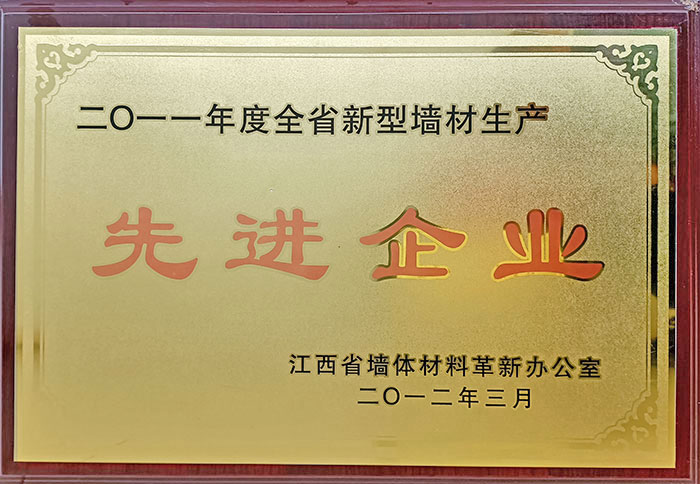 二〇一一年度全省新型墙材生产
先进企业
江西省墙体材料革新办公室
二〇一二年三月